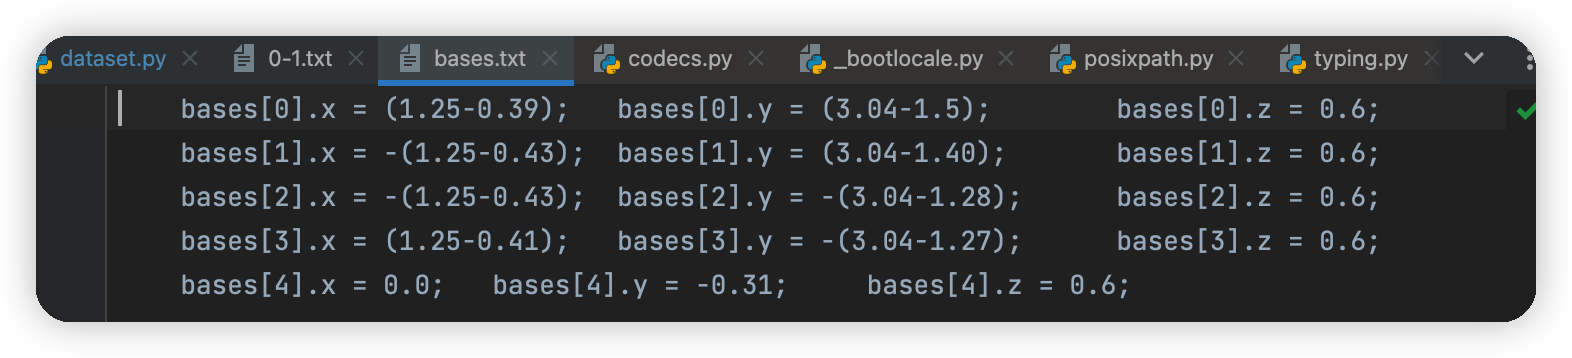 dataset.py 0-1.txt bases.txt codecs.py _bootlocale.py posixpath.py typing.py
bases[0].x = (1.25-0.39); bases[0].y = (3.04-1.5); bases[0].z = 0.6;
bases[1].x = -(1.25-0.43); bases[1].y = (3.04-1.40); bases[1].z = 0.6;
bases[2].x = -(1.25-0.43); bases[2].y = -(3.04-1.28); bases[2].z = 0.6;
bases[3].x = (1.25-0.41); bases[3].y = -(3.04-1.27); bases[3].z = 0.6;
bases[4].x = 0.0; bases[4].y = -0.31; bases[4].z = 0.6;